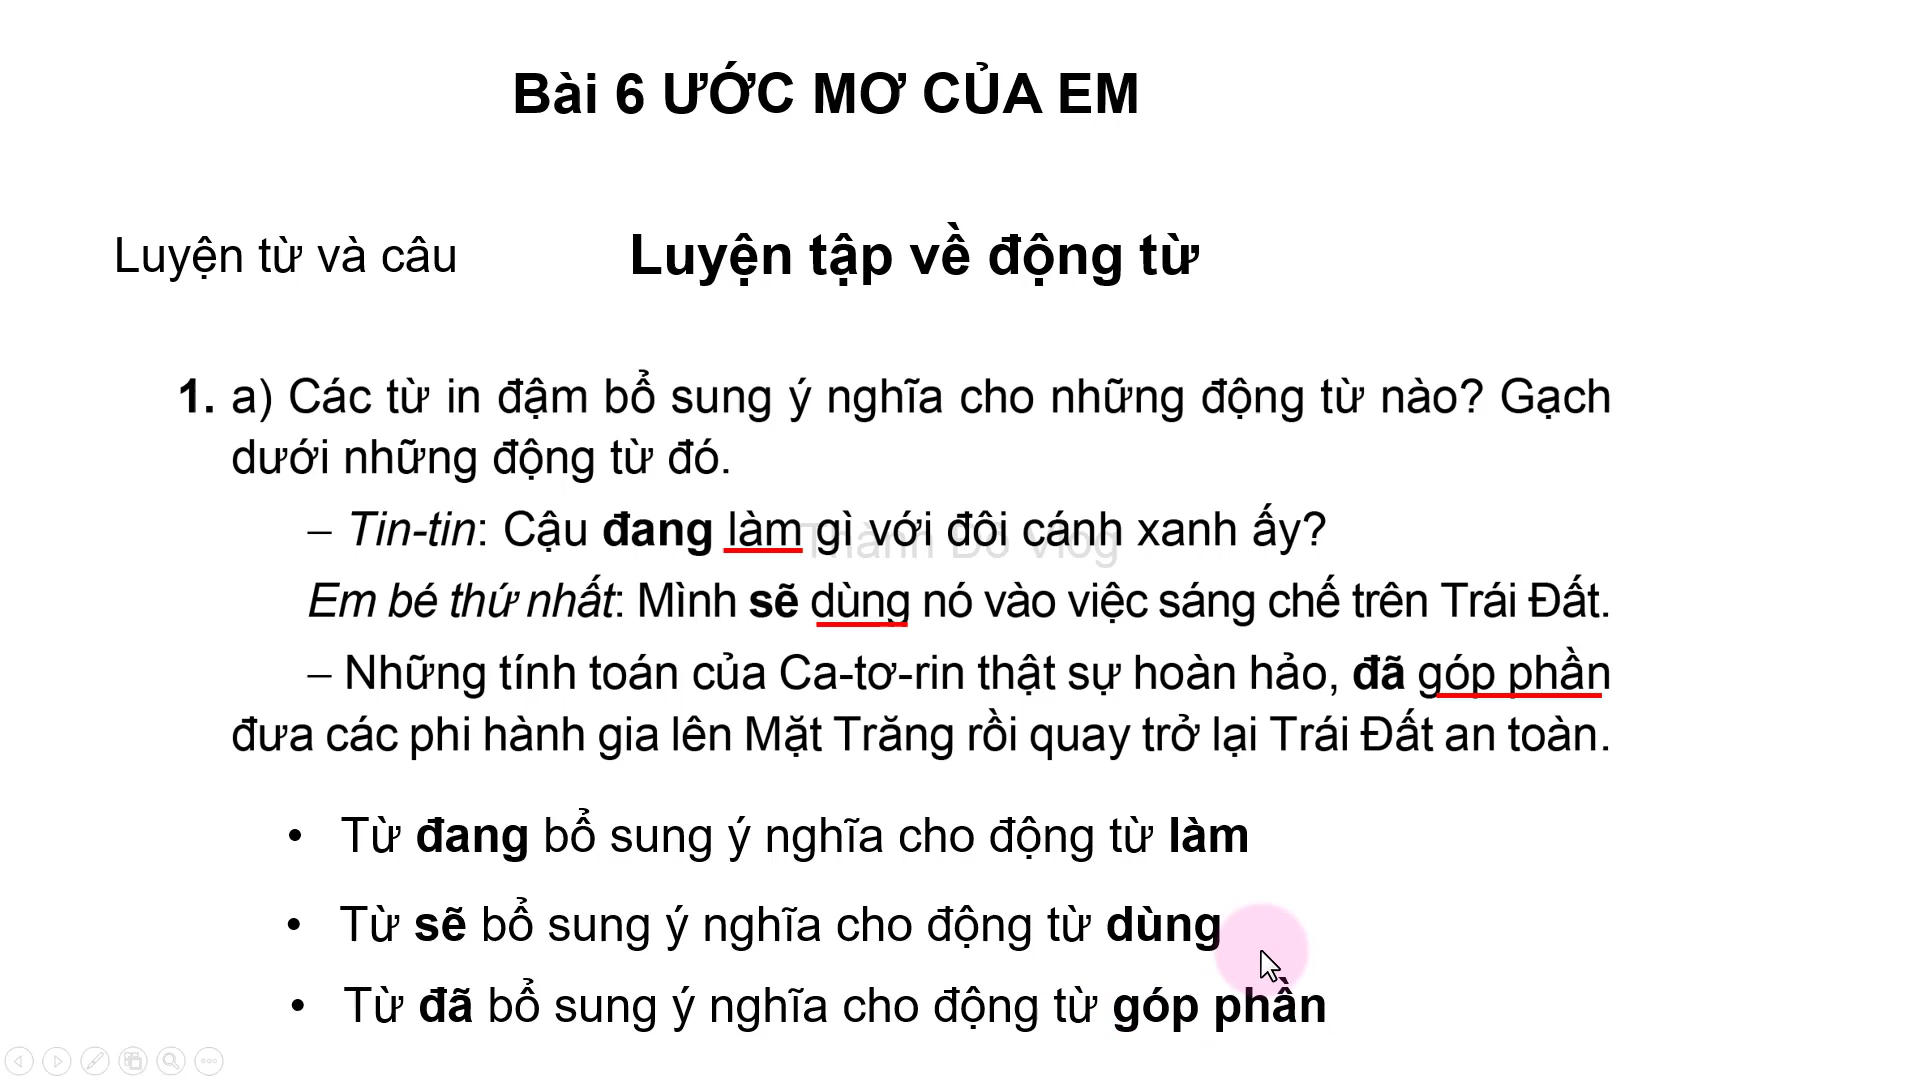 Bài 6 ƯỚC MƠ CỦA EM
Luyện từ và câu Luyện tập về động từ
1. a) Các từ in đậm bổ sung ý nghĩa cho những động từ nào? Gạch
dưới những động từ đó.
– Tin-tin: Cậu đang làm gì với đôi cánh xanh ấy?
Thành Đô Vlog
Em bé thứ nhất: Mình sẽ dùng nó vào việc sáng chế trên Trái Đất.
– Những tính toán của Ca-tơ-rin thật sự hoàn hảo, đã góp phần
đưa các phi hành gia lên Mặt Trăng rồi quay trở lại Trái Đất an toàn.
• Từ đang bổ sung ý nghĩa cho động từ làm
• Từ sẽ bổ sung ý nghĩa cho động từ dùng
• Từ đã bổ sung ý nghĩa cho động từ góp phần